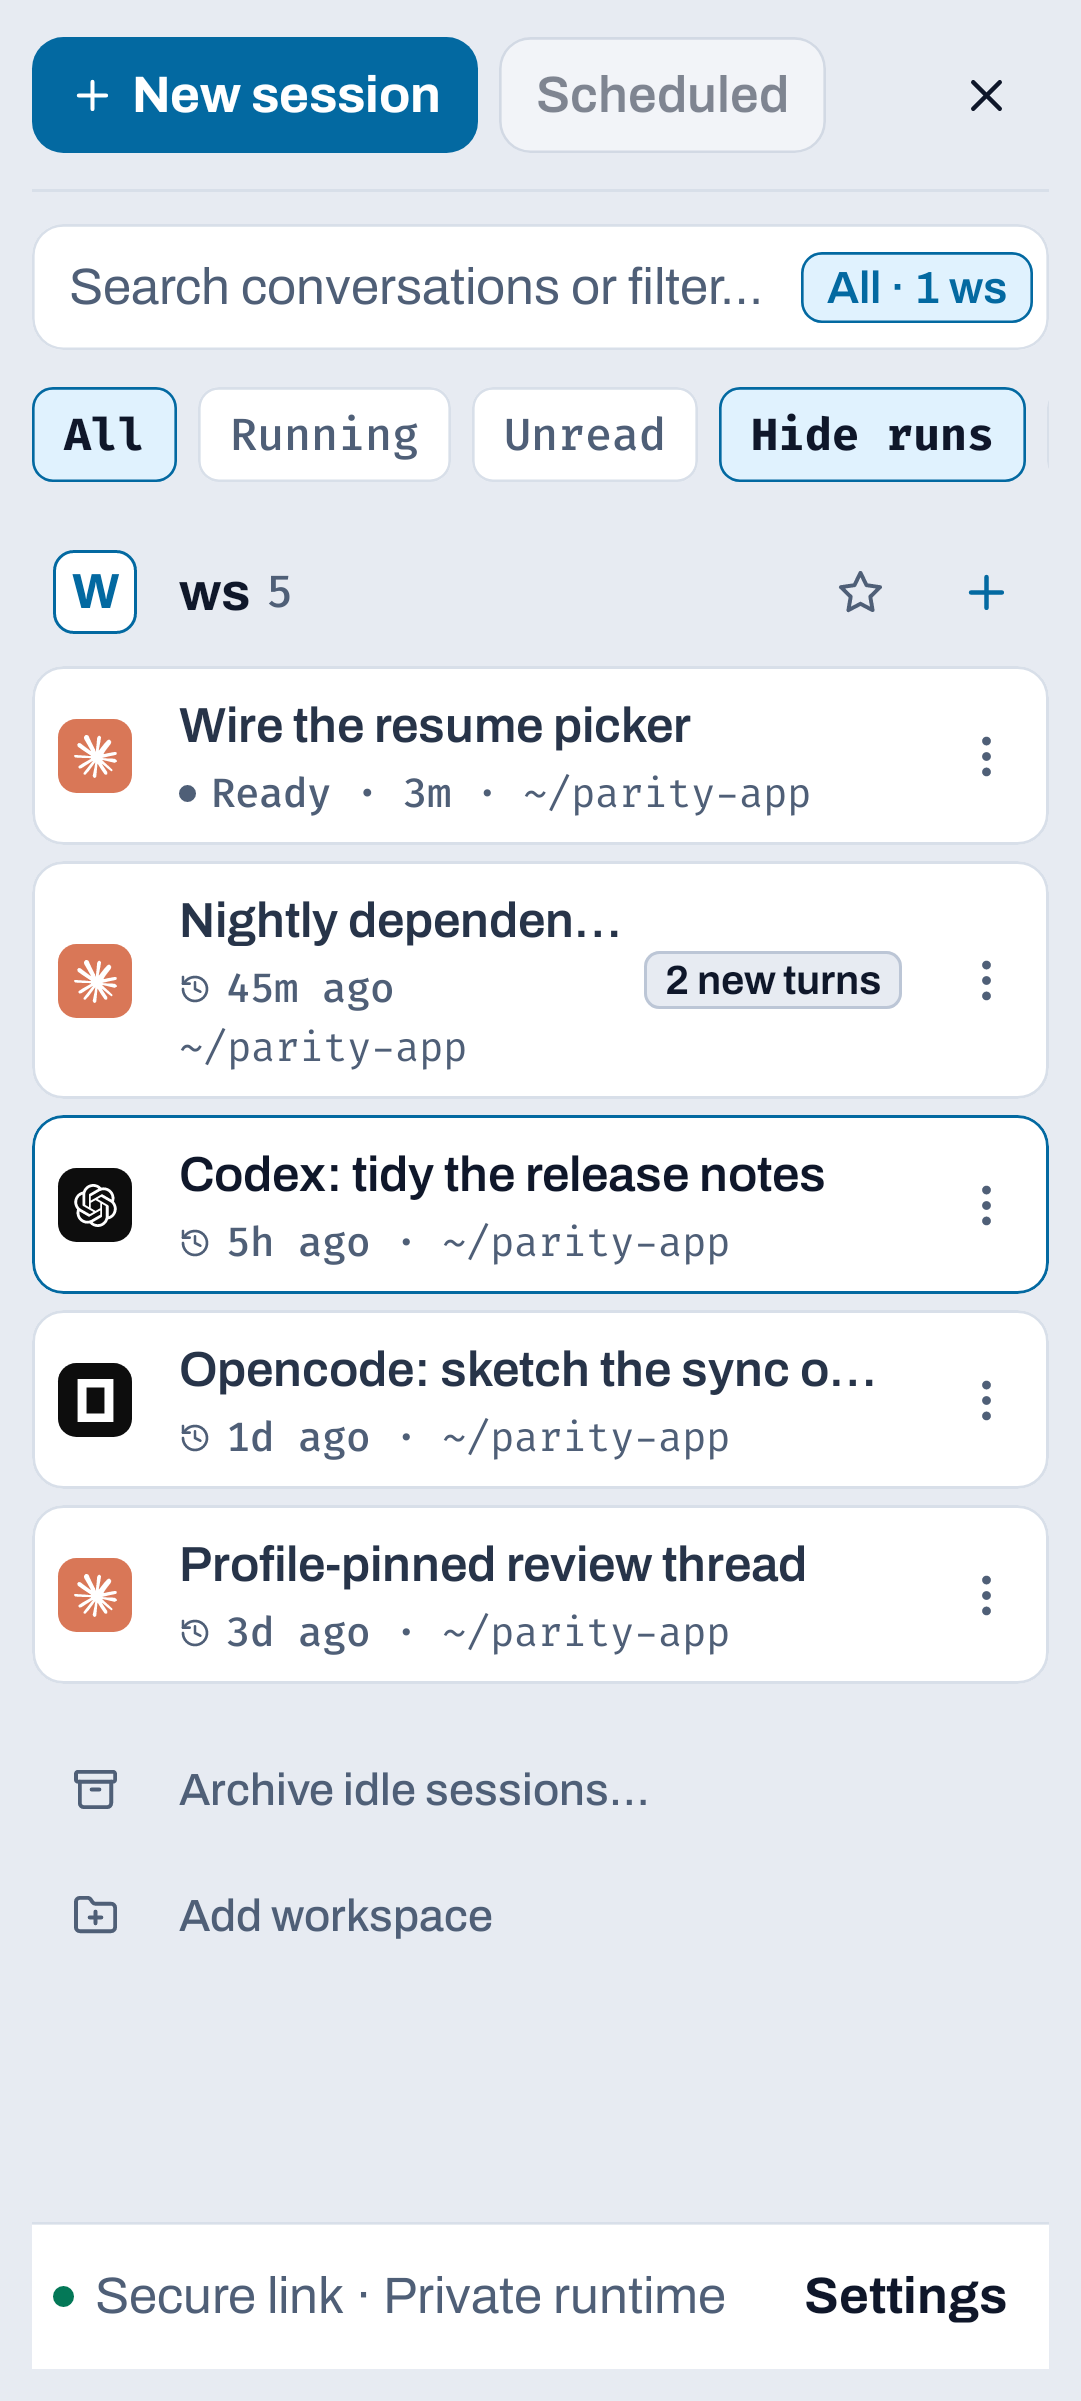 + New session
Scheduled
Search conversations or filter...
All · 1 ws
All
Running
Unread
Hide runs
W
ws 5
Wire the resume picker
Ready · 3m · ~/parity-app
Nightly dependen...
45m ago
~/parity-app
2 new turns
Codex: tidy the release notes
5h ago · ~/parity-app
Opencode: sketch the sync o...
1d ago · ~/parity-app
Profile-pinned review thread
3d ago · ~/parity-app
Archive idle sessions...
Add workspace
Secure link · Private runtime
Settings